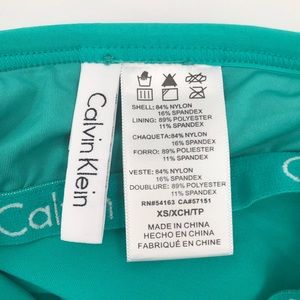 Calvin Klein
SHELL: 84% NYLON
16% SPANDEX
LINING: 89% POLYESTER
11% SPANDEX
CHAQUETA: 84% NYLON
16% SPANDEX
FORRO: 89% POLYESTER
11% SPANDEX
VESTE: 84% NYLON
16% SPANDEX
DOUBLURE: 89% POLYESTER
11% SPANDEX
RN#54163 CA#57151
XS/XCH/TP
MADE IN CHINA
HECHO EN CHINA
FABRIQUÉ EN CHINE
Cal